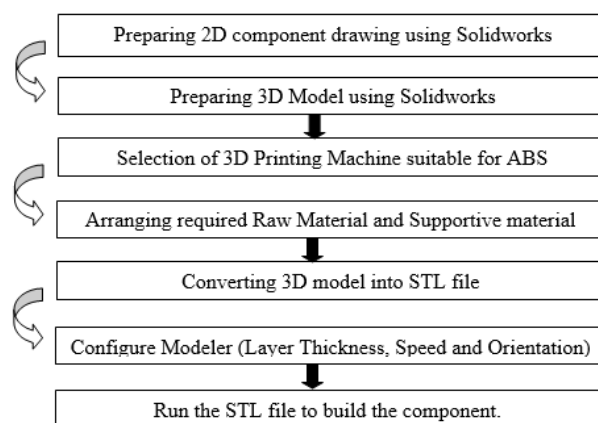 Preparing 2D component drawing using Solidworks
Preparing 3D Model using Solidworks
Selection of 3D Printing Machine suitable for ABS
Arranging required Raw Material and Supportive material
Converting 3D model into STL file
Configure Modeler (Layer Thickness, Speed and Orientation)
Run the STL file to build the component.